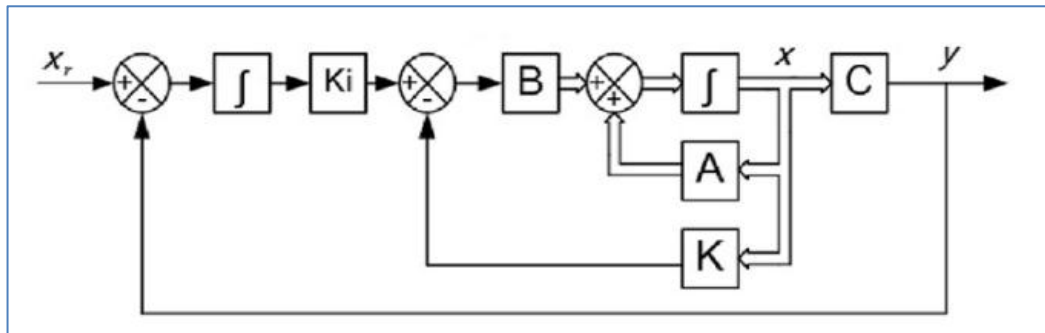 x_r + - ∫ Ki + - B + + ∫ x C y
A
K